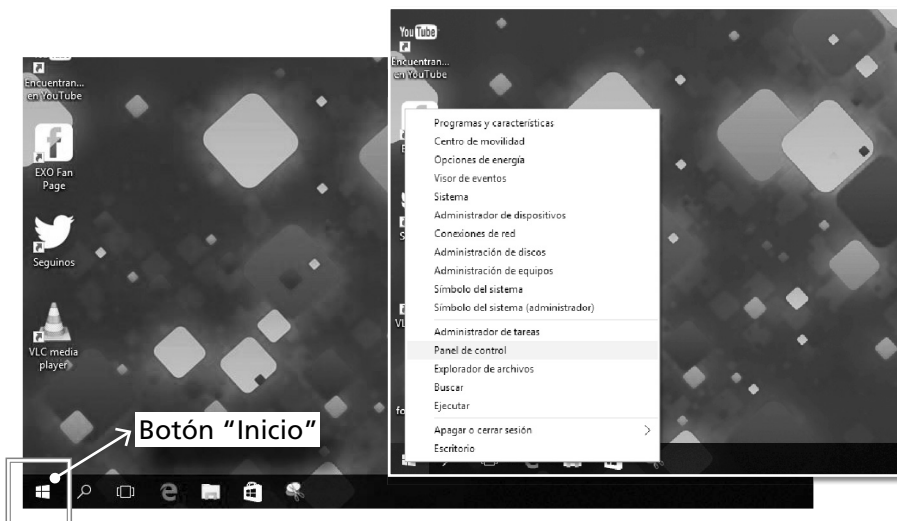 Encuentran...
en YouTube
EXO Fan
Page
Seguinos
VLC media
player
Botón “Inicio”
You Tube
Encuentran...
en YouTube
Programas y características
Centro de movilidad
Opciones de energía
Visor de eventos
Sistema
Administrador de dispositivos
Conexiones de red
Administración de discos
Administración de equipos
Símbolo del sistema
Símbolo del sistema (administrador)
Administrador de tareas
Panel de control
Explorador de archivos
Buscar
Ejecutar
Apagar o cerrar sesión
Escritorio